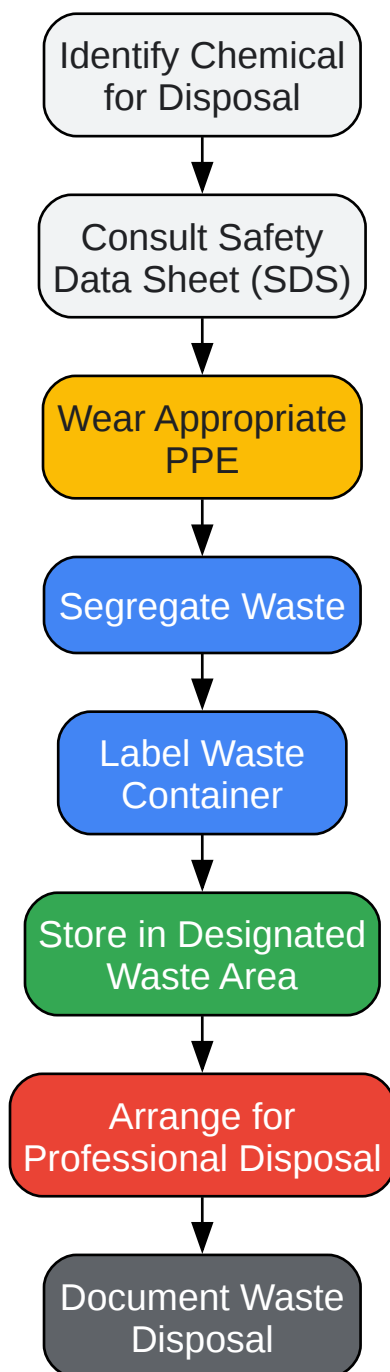 Identify Chemical
for Disposal
Consult Safety
Data Sheet (SDS)
Wear Appropriate
PPE
Segregate Waste
Label Waste
Container
Store in Designated
Waste Area
Arrange for
Professional Disposal
Document Waste
Disposal